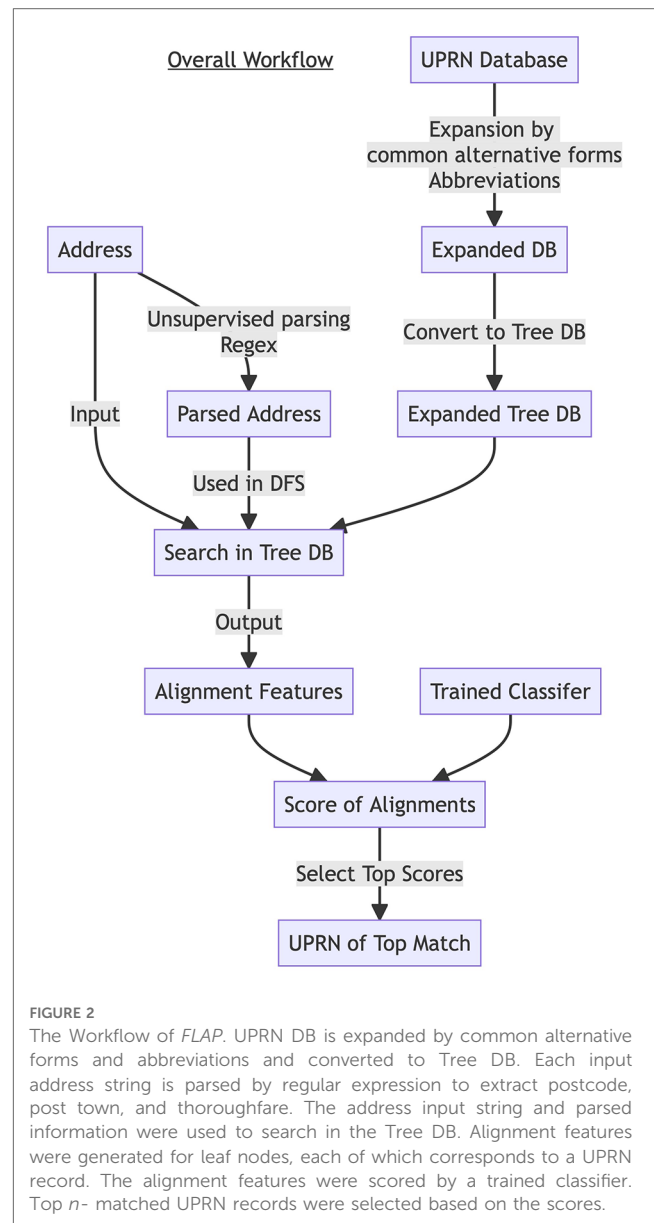 Overall Workflow
UPRN Database
Expansion by
common alternative forms
Abbreviations
Address
Expanded DB
Unsupervised parsing
Regex
Convert to Tree DB
Input
Parsed Address
Expanded Tree DB
Used in DFS
Search in Tree DB
Output
Alignment Features
Trained Classifer
Score of Alignments
Select Top Scores
UPRN of Top Match
FIGURE 2
The Workflow of FLAP. UPRN DB is expanded by common alternative
forms and abbreviations and converted to Tree DB. Each input
address string is parsed by regular expression to extract postcode,
post town, and thoroughfare. The address input string and parsed
information were used to search in the Tree DB. Alignment features
were generated for leaf nodes, each of which corresponds to a UPRN
record. The alignment features were scored by a trained classifier.
Top n- matched UPRN records were selected based on the scores.